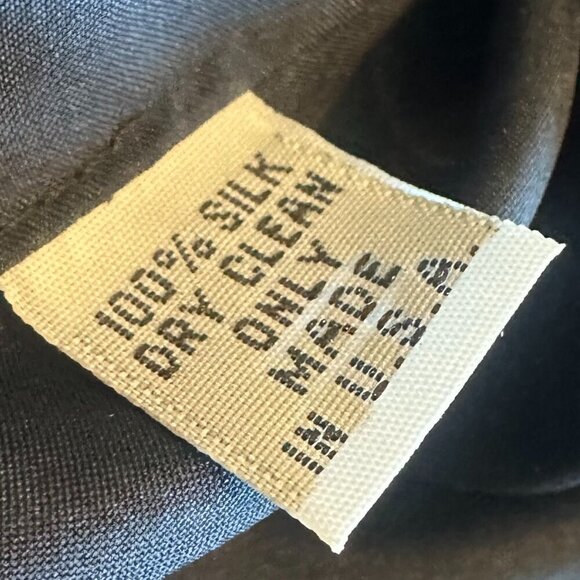 100% SILK
DRY CLEAN
ONLY
MADE
IN U.S.A.